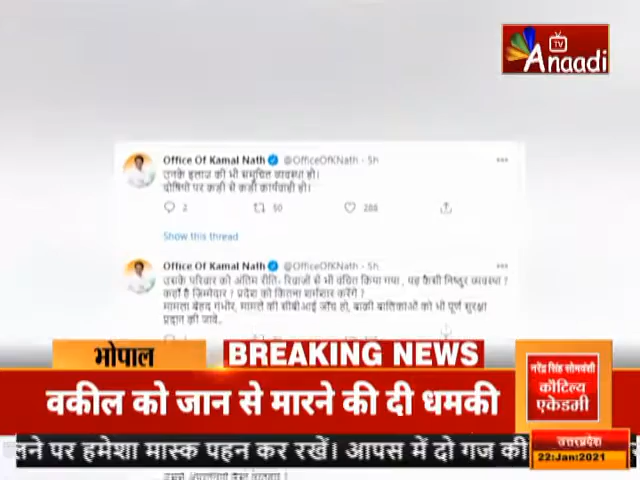 TV
Anaadi
Office Of Kamal Nath @OfficeOfKNath · 5h
उनके इलाज की भी समुचित व्यवस्था हो।
दोषियों पर कड़ी से कड़ी कार्यवाही हो।
2 50 288
Show this thread
Office Of Kamal Nath @OfficeOfKNath · 5h
उसके परिवार को अंतिम रीति- रिवाज़ों से भी वंचित किया गया , यह कैसी निष्ठुर व्यवस्था ?
कहाँ है ज़िम्मेदार ? प्रदेश को कितना शर्मसार करेंगे ?
मामला बेहद गंभीर, मामले की सीबीआई जाँच हो, बाक़ी बालिकाओं को भी पूर्ण सुरक्षा
प्रदान की जावे..
भोपाल
BREAKING NEWS
वकील को जान से मारने की दी धमकी
नरेंद्र सिंह सोमवंशी
कौटिल्य
एकेडमी
लने पर हमेशा मास्क पहन कर रखें। आपस में दो गज की
उत्तरप्रदेश
22:Jan:2021